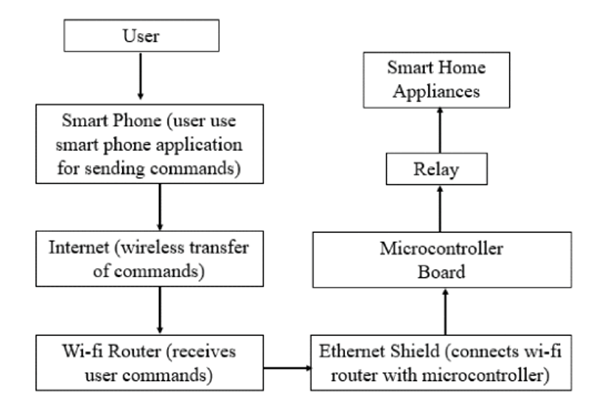 User
Smart Phone (user use
smart phone application
for sending commands)
Internet (wireless transfer
of commands)
Wi-fi Router (receives
user commands)
Ethernet Shield (connects wi-fi
router with microcontroller)
Microcontroller
Board
Relay
Smart Home
Appliances